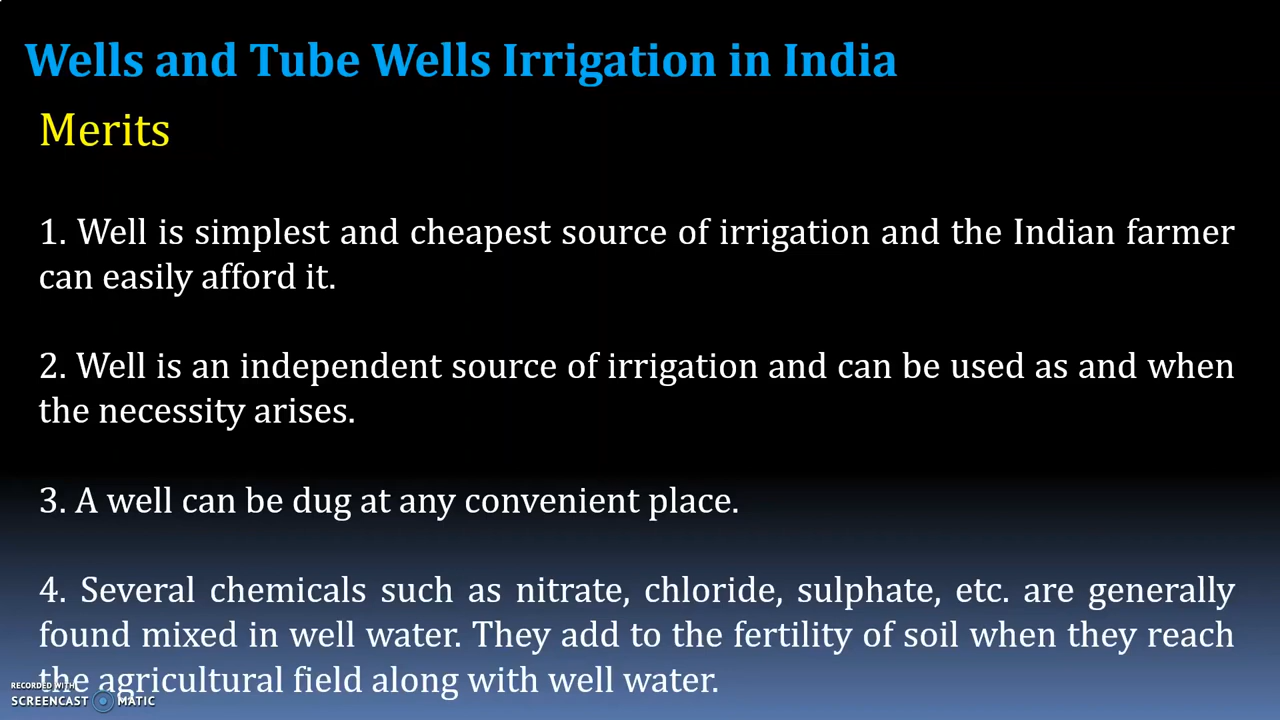 Wells and Tube Wells Irrigation in India
Merits
1. Well is simplest and cheapest source of irrigation and the Indian farmer
can easily afford it.
2. Well is an independent source of irrigation and can be used as and when
the necessity arises.
3. A well can be dug at any convenient place.
4. Several chemicals such as nitrate, chloride, sulphate, etc. are generally
found mixed in well water. They add to the fertility of soil when they reach
the agricultural field along with well water.
RECORDED WITH
SCREENCAST MATIC